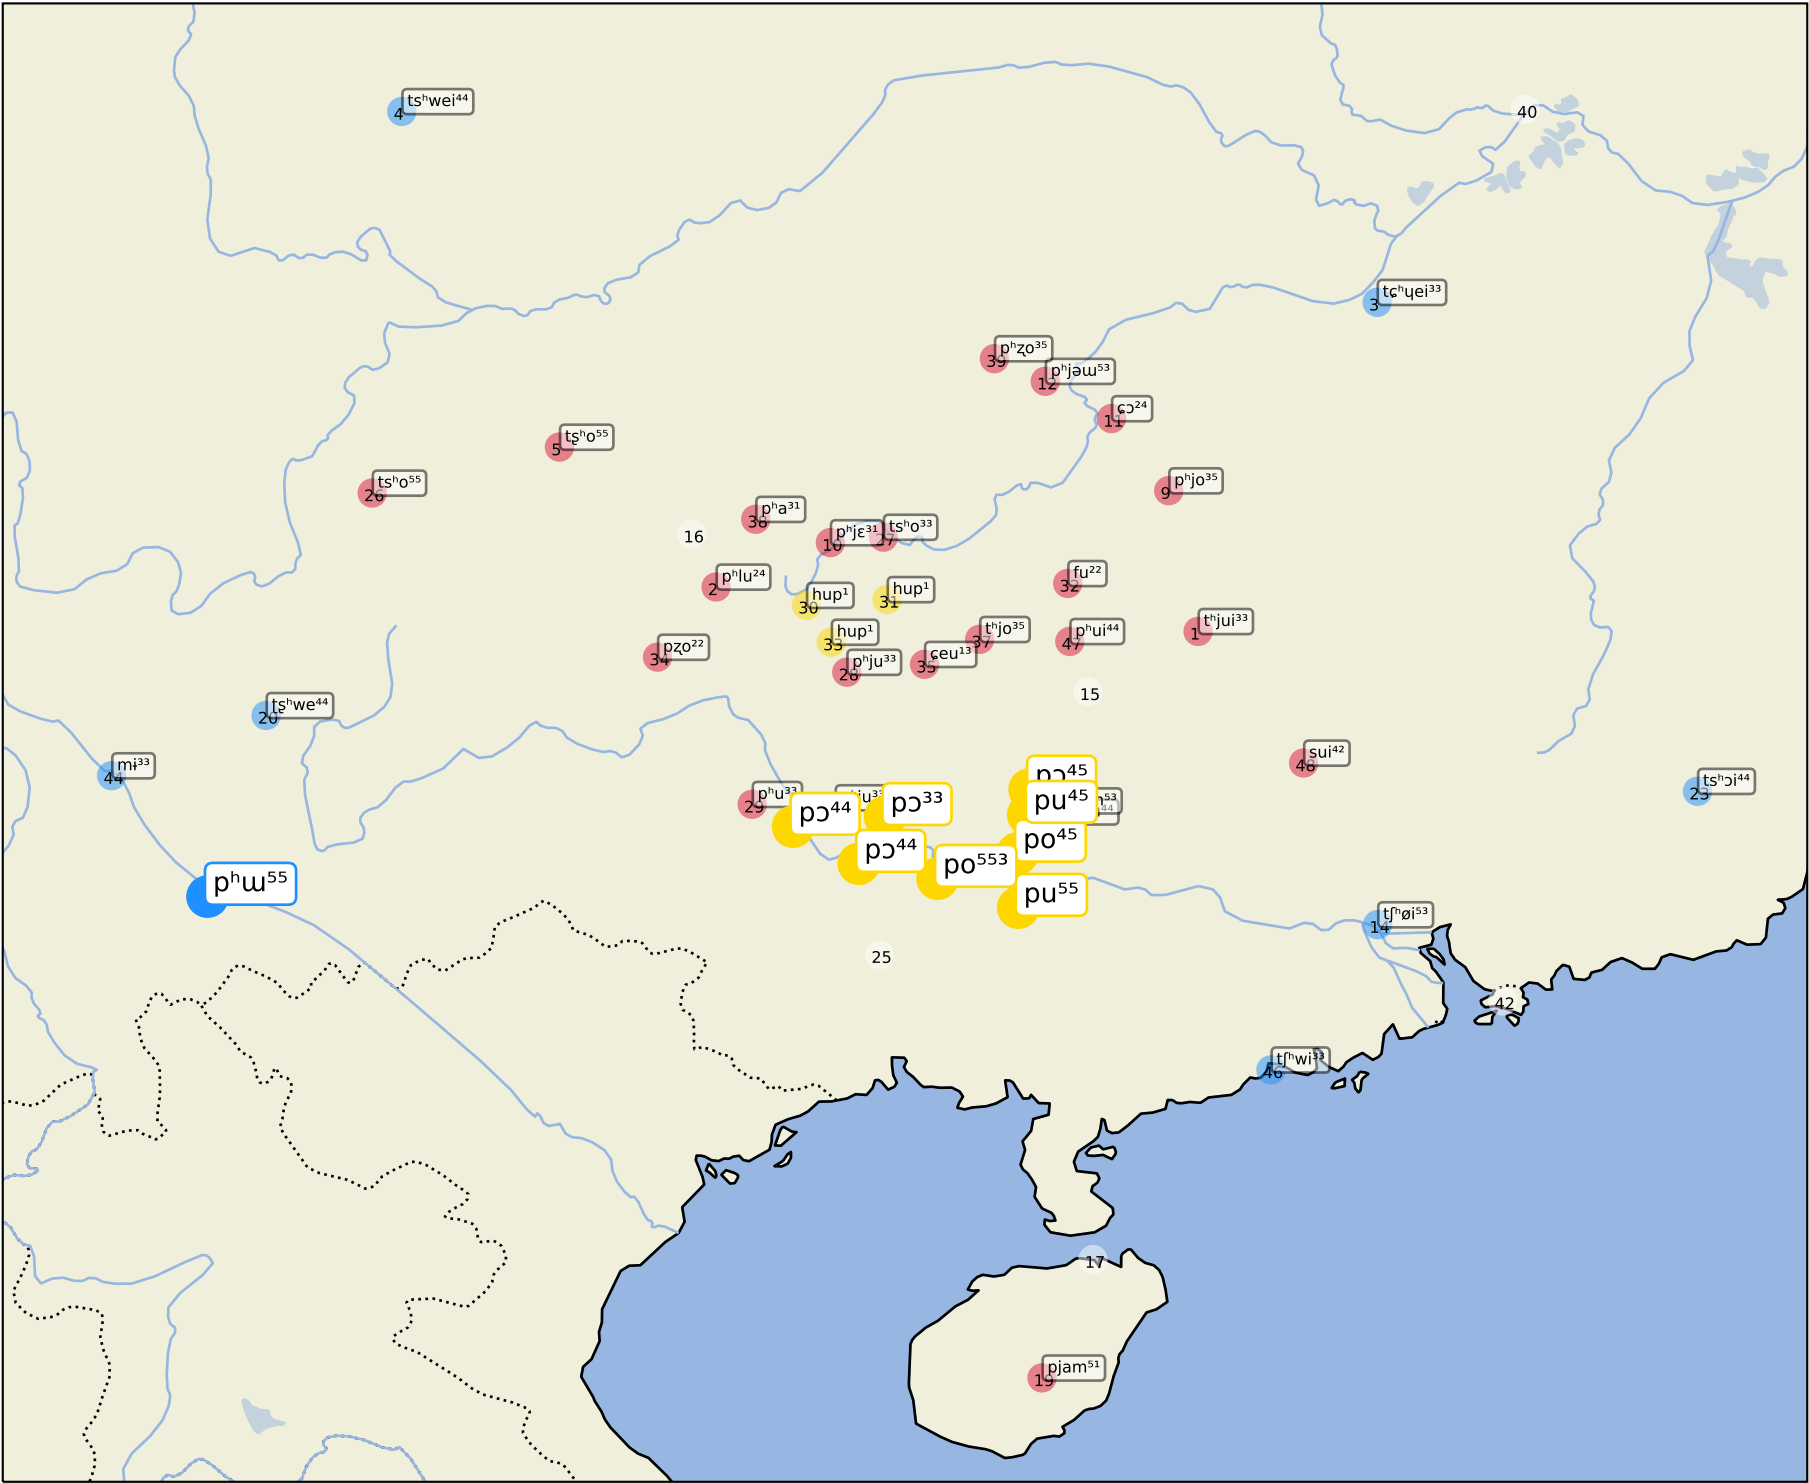 tsʰwei⁴⁴
4
40
tɕʰɥei³³
3
pʰʐo³⁵
39
pʰjəɯ⁵³
12
ɕɔ²⁴
11
tʂʰo⁵⁵
5
tsʰo⁵⁵
26
pʰjo³⁵
9
pʰa³¹
38
16
pʰjɛ³¹
10
tsʰo³³
27
pʰlu²⁴
2
fu²²
32
hup¹
30
hup¹
31
tʰjui³³
1
hup¹
33
tʰjo³⁵
37
pʰui⁴⁴
47
pʐo²²
34
ɕeu¹³
35
pʰju³³
28
15
tʂʰwe⁴⁴
20
mɨ³³
44
sui⁴²
48
tsʰɔi⁴⁴
23
pɔ⁴⁵
pʰu³³
29
pɔ⁴⁴
pɔ³³
pu⁴⁵
po⁴⁵
pɔ⁴⁴
po⁵⁵³
pʰɯ⁵⁵
pu⁵⁵
tʃʰøi⁵³
14
25
42
tʃʰwi³³
46
17
pjam⁵¹
19